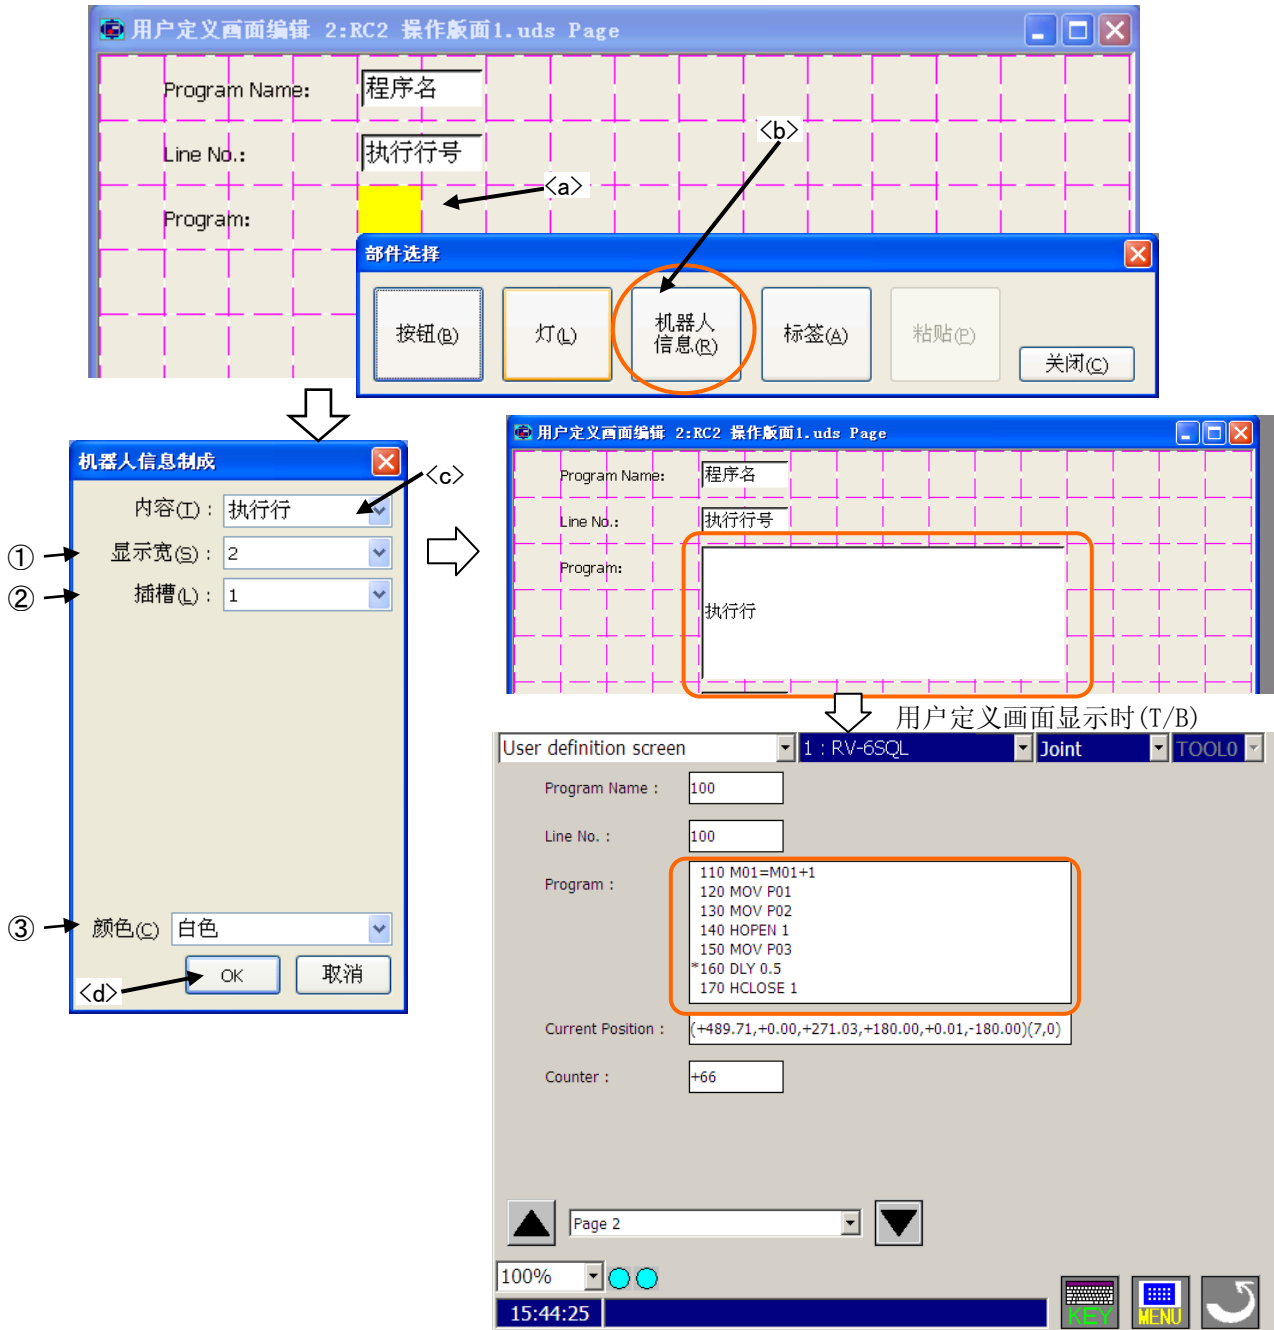 用户定义画面编辑 2:RC2 操作版面1.uds Page
Program Name:
程序名
<b>
Line No.:
执行行号
<a>
Program:
部件选择
按钮(B)
灯(L)
机器人
信息(R)
标签(A)
粘贴(P)
关闭(C)
机器人信息制成
<c>
内容(I)：
执行行
① 显示宽(S)：
2
② 插槽(L)：
1
③ 颜色(C)
白色
<d>
OK
取消
用户定义画面编辑 2:RC2 操作版面1.uds Page
Program Name:
程序名
Line No.:
执行行号
Program:
执行行
用户定义画面显示时(T/B)
User definition screen
1 : RV-6SQL
Joint
TOOL0
Program Name :
100
Line No. :
100
Program :
110 M01=M01+1
120 MOV P01
130 MOV P02
140 HOPEN 1
150 MOV P03
*160 DLY 0.5
170 HCLOSE 1
Current Position :
(+489.71,+0.00,+271.03,+180.00,+0.01,-180.00)(7,0)
Counter :
+66
Page 2
100%
15:44:25
KEY
MENU